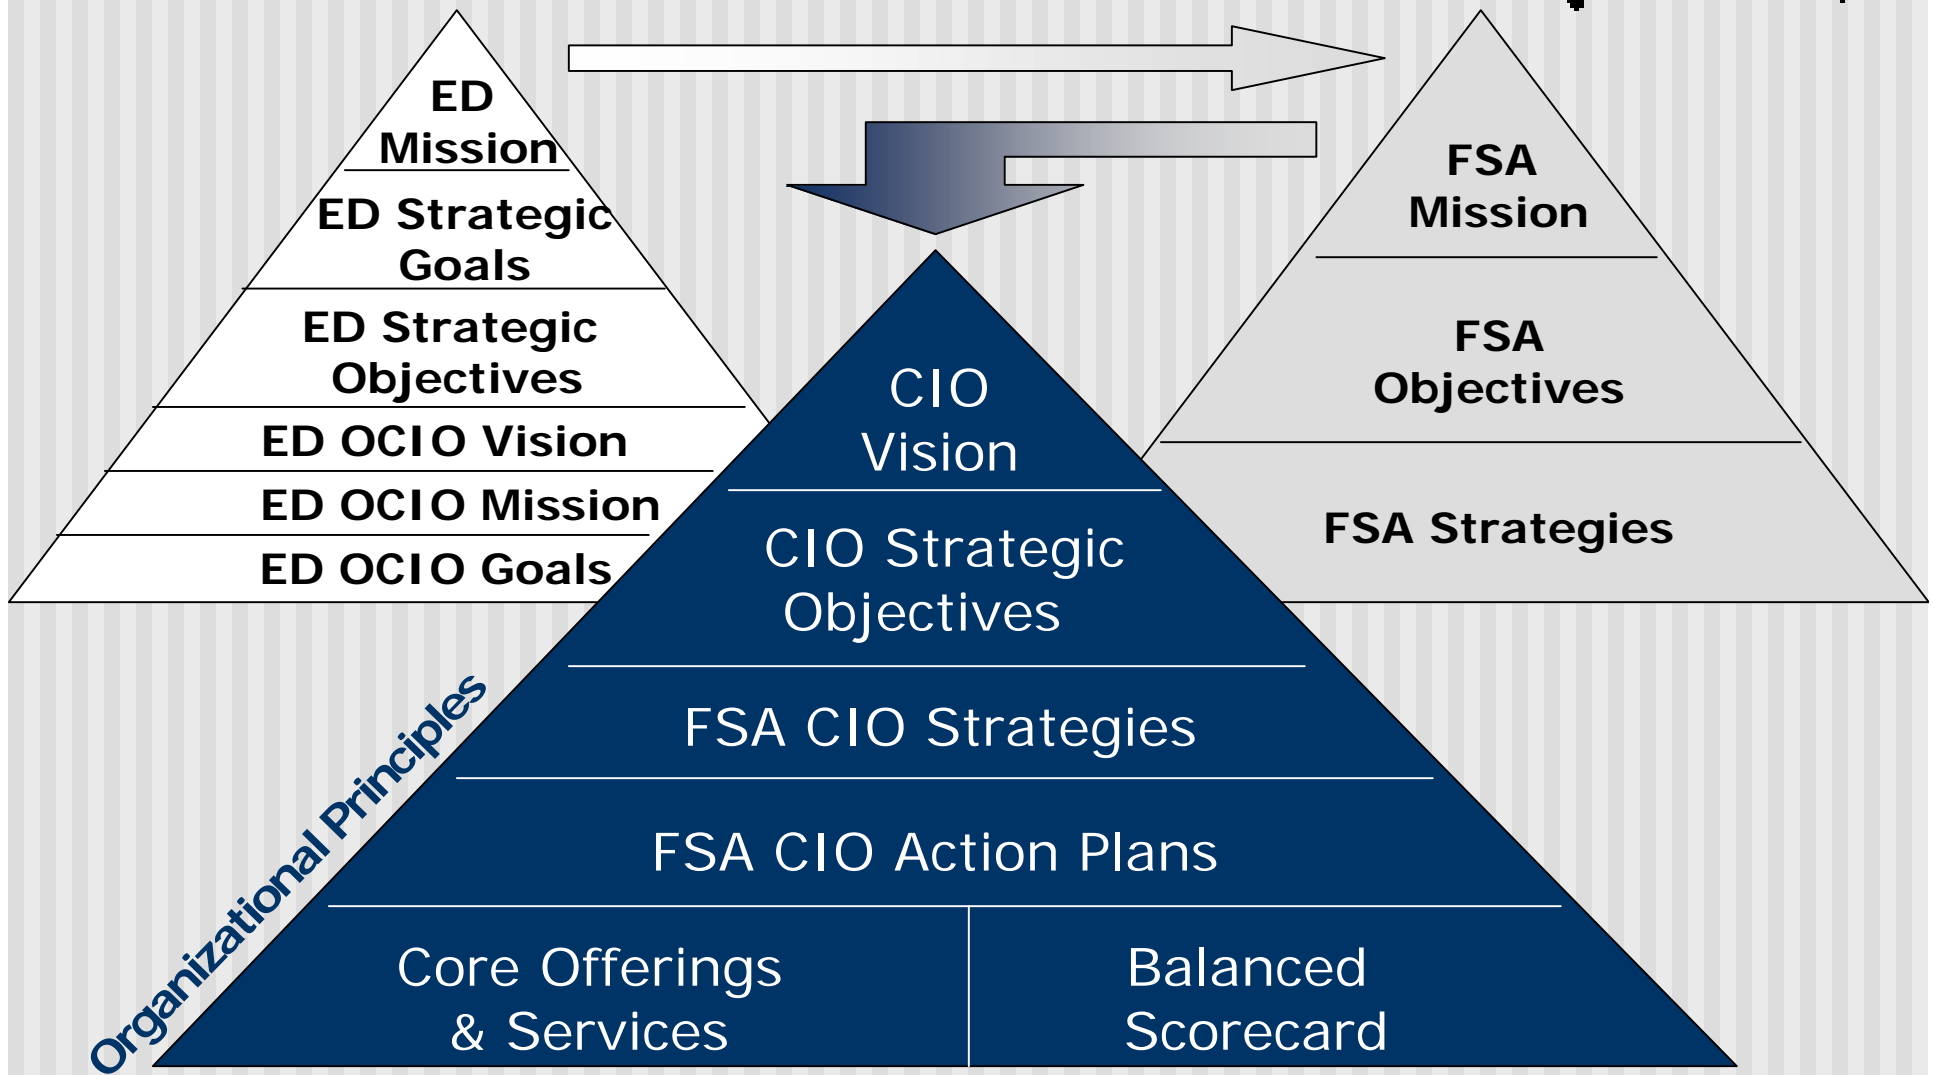 ED
Mission
ED Strategic
Goals
ED Strategic
Objectives
ED OCIO Vision
ED OCIO Mission
ED OCIO Goals
FSA
Mission
FSA
Objectives
FSA Strategies
CIO
Vision
CIO Strategic
Objectives
FSA CIO Strategies
FSA CIO Action Plans
Core Offerings
& Services
Balanced
Scorecard
Organizational Principles